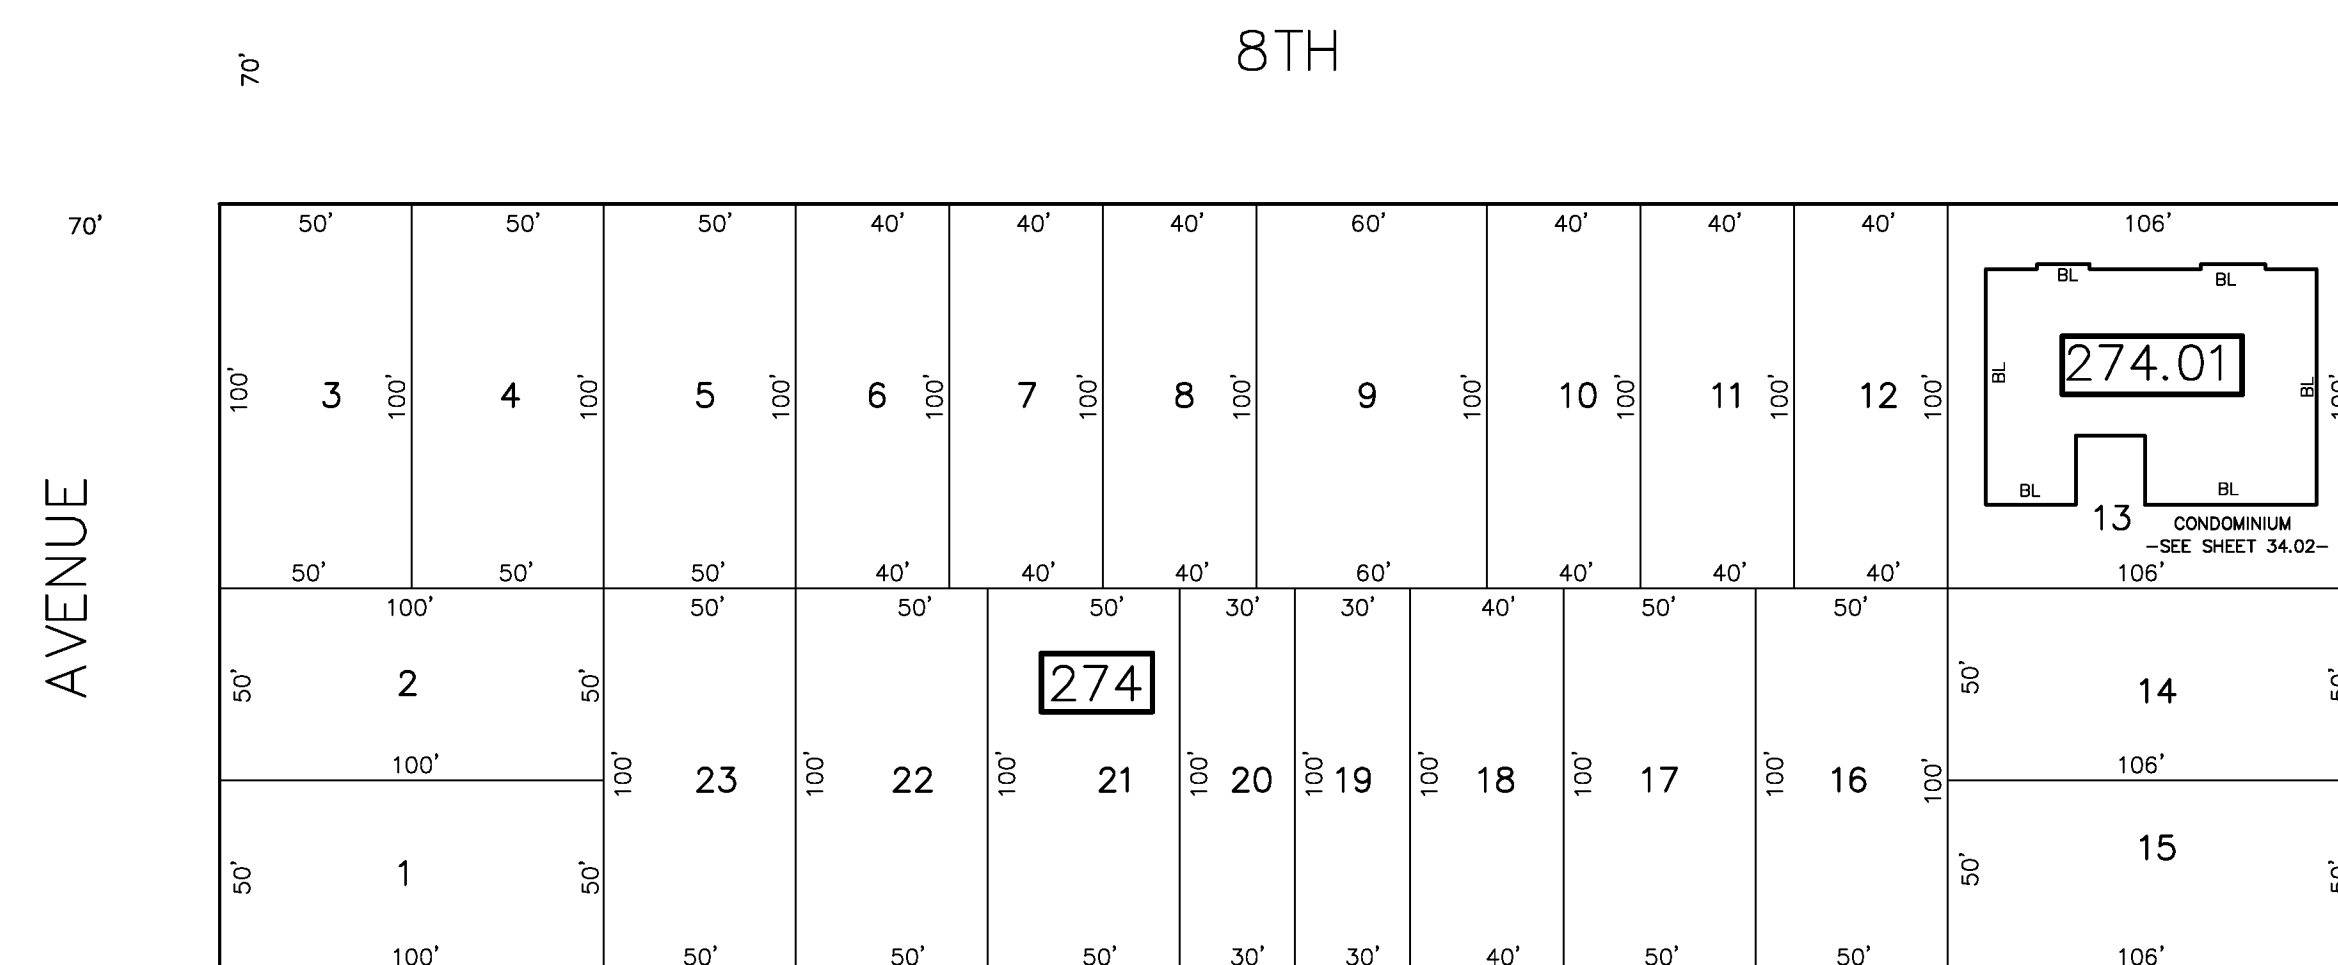 8TH
70'
70'
AVENUE
50' 50' 50' 40' 40' 40' 60' 40' 40' 40' 106'
BL BL
274.01
BL BL
100' 3 100' 4 100' 5 100' 6 100' 7 100' 8 100' 9 100' 10 100' 11 100' 12 100'
BL BL
13 CONDOMINIUM
-SEE SHEET 34.02-
50' 50' 50' 40' 40' 40' 60' 40' 40' 40' 106'
100' 50' 50' 50' 30' 30' 40' 50' 50'
274
50' 2 50' 50' 14 50'
100' 106'
100' 23 100' 22 100' 21 100' 20 100' 19 100' 18 100' 17 100' 16 100'
50' 1 50' 50' 15 50'
100' 50' 50' 50' 30' 30' 40' 50' 50' 106'